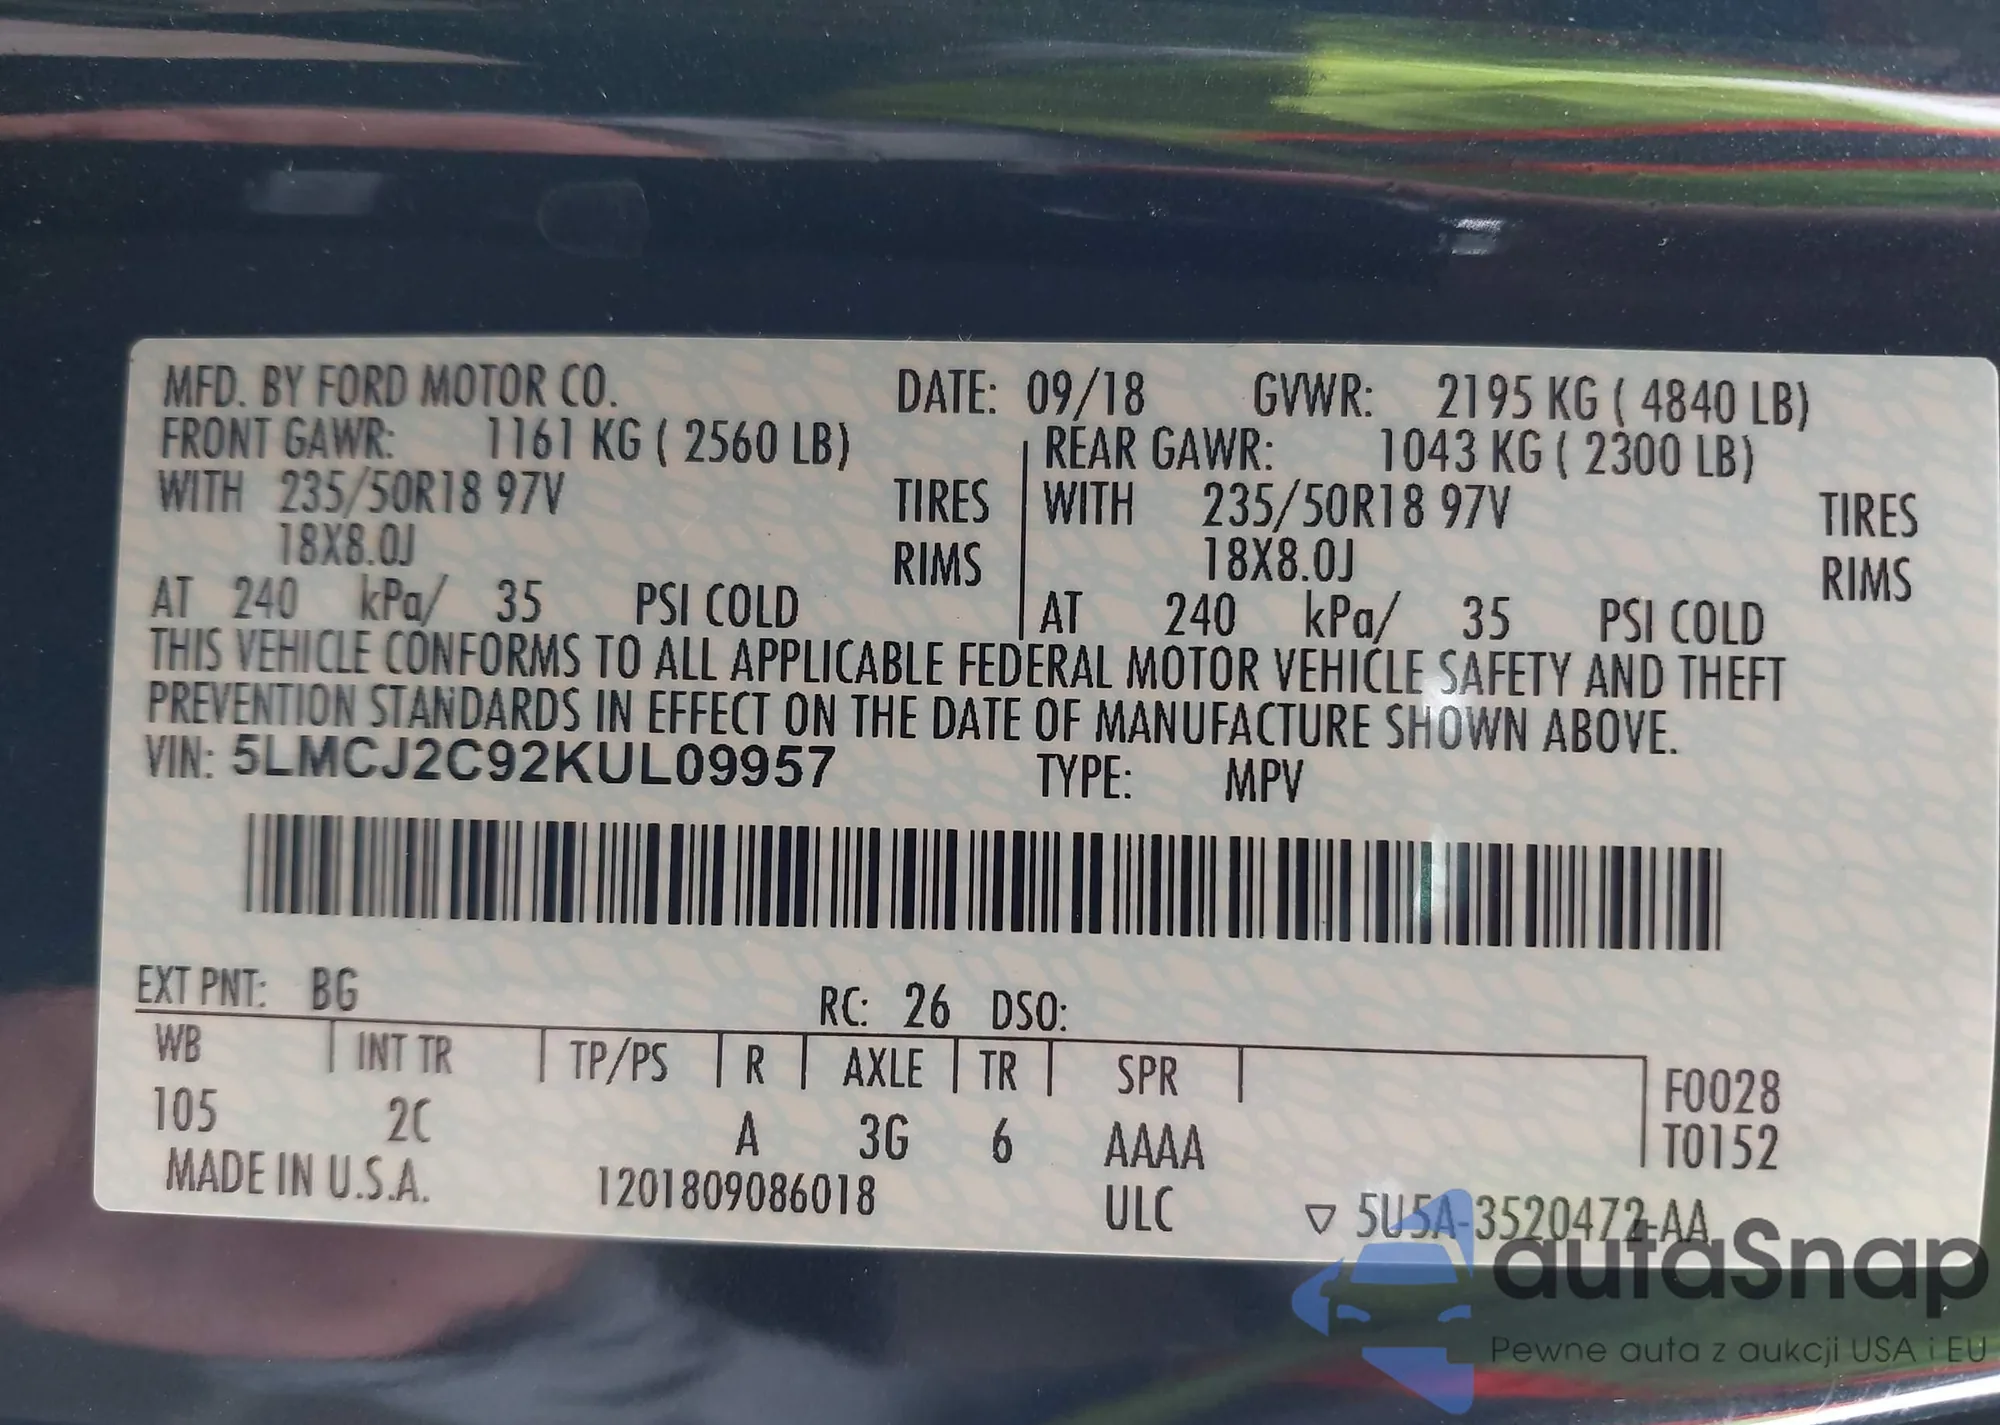 MFD. BY FORD MOTOR CO. DATE: 09/18 GVWR: 2195 KG ( 4840 LB)
FRONT GAWR: 1161 KG ( 2560 LB) REAR GAWR: 1043 KG ( 2300 LB)
WITH 235/50R18 97V TIRES WITH 235/50R18 97V TIRES
18X8.0J RIMS 18X8.0J RIMS
AT 240 kPa/ 35 PSI COLD AT 240 kPa/ 35 PSI COLD
THIS VEHICLE CONFORMS TO ALL APPLICABLE FEDERAL MOTOR VEHICLE SAFETY AND THEFT
PREVENTION STANDARDS IN EFFECT ON THE DATE OF MANUFACTURE SHOWN ABOVE.
VIN: 5LMCJ2C92KUL09957 TYPE: MPV
EXT PNT: BG RC: 26 DSO:
WB INT TR TP/PS R AXLE TR SPR F0028
105 2C A 3G 6 AAAA T0152
MADE IN U.S.A. 1201809086018 ULC ▽ 5U5A-3520472-AA
autaSnap
Pewne auta z aukcji USA i EU